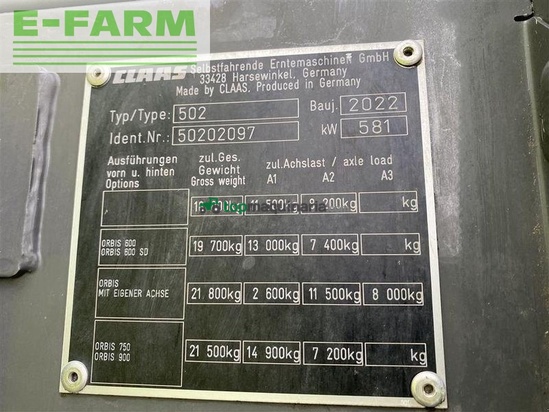 E-FARM
CLAAS Selbstfahrende Erntemaschinen GmbH
33428 Harsewinkel, Germany
Made by CLAAS. Produced in Germany
Typ/Type: 502 Bauj. 2022
Ident.Nr.: 50202097 kW 581
Ausführungen vorn u. hinten Options
zul.Ges. Gewicht Gross weight
zul.Achslast / axle load
A1 A2 A3
topmaquinaria
500kg 200kg kg
ORBIS 600
ORBIS 600 SD
19 700kg 13 000kg 7 400kg kg
ORBIS
MIT EIGENER ACHSE
21 800kg 2 600kg 11 500kg 8 000kg
ORBIS 750
ORBIS 900
21 500kg 14 900kg 7 200kg kg